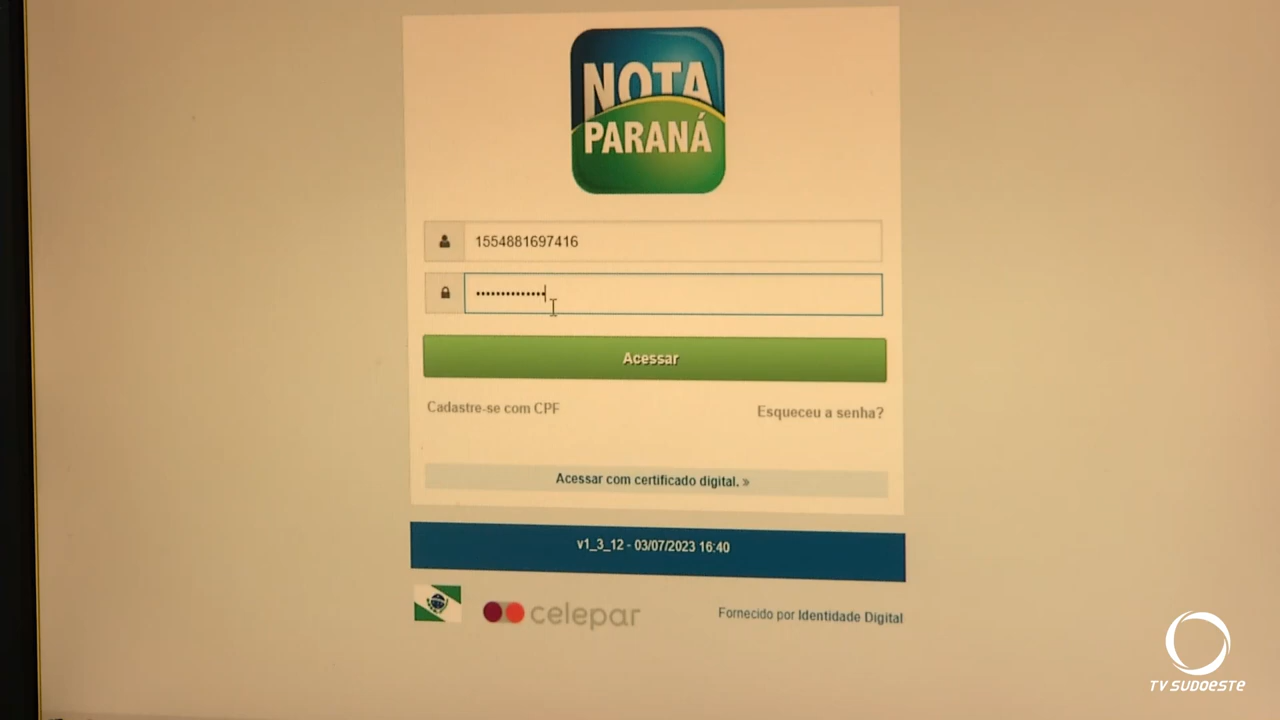 NOTA
PARANÁ
1554881697416
••••••••••••••
Acessar
Cadastre-se com CPF
Esqueceu a senha?
Acessar com certificado digital. »
v1_3_12 - 03/07/2023 16:40
celepar
Fornecido por Identidade Digital
TV SUDOESTE